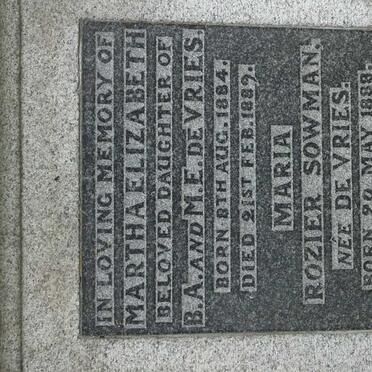 IN LOVING MEMORY OF
MARTHA ELIZABETH
BELOVED DAUGHTER OF
B.A. AND M.E. DE VRIES.
BORN 8TH AUG. 1884.
DIED 21ST FEB. 1889.
MARIA
ROZIER SOWMAN,
NÉE DE VRIES.
BORN 20 MAY 1888.